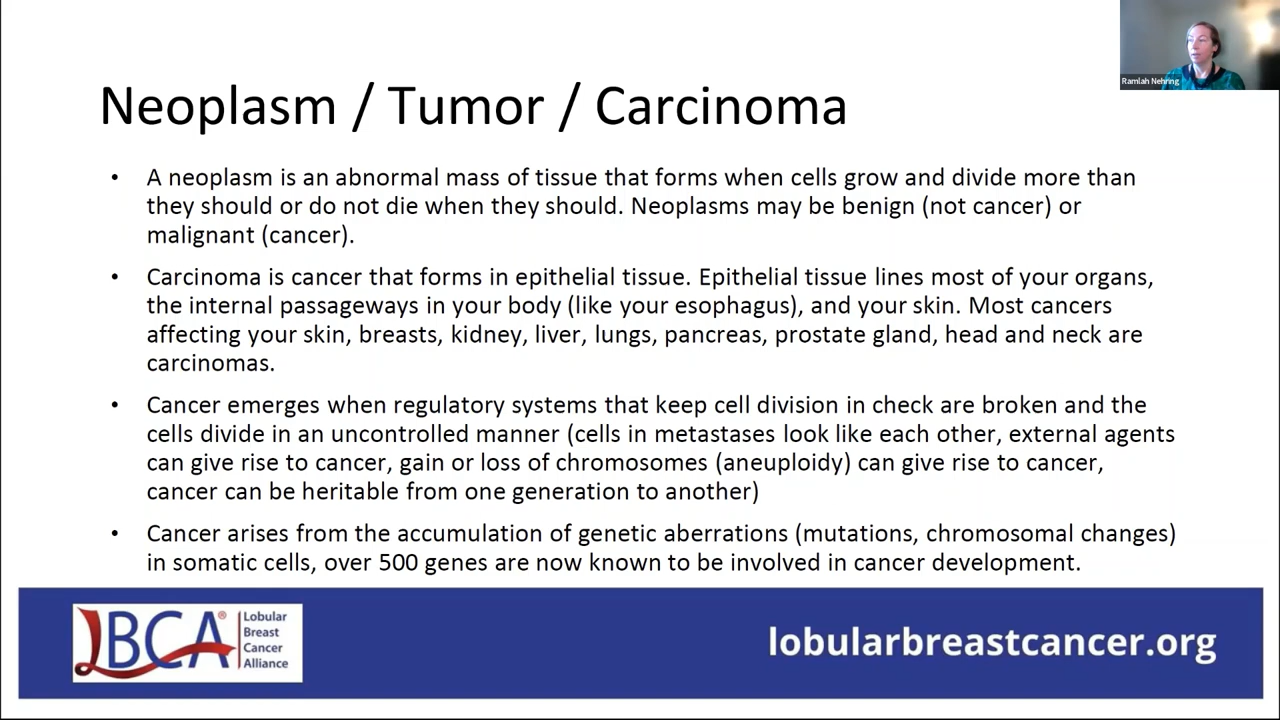 Ramlah Nehring
Neoplasm / Tumor / Carcinoma
• A neoplasm is an abnormal mass of tissue that forms when cells grow and divide more than
they should or do not die when they should. Neoplasms may be benign (not cancer) or
malignant (cancer).
• Carcinoma is cancer that forms in epithelial tissue. Epithelial tissue lines most of your organs,
the internal passageways in your body (like your esophagus), and your skin. Most cancers
affecting your skin, breasts, kidney, liver, lungs, pancreas, prostate gland, head and neck are
carcinomas.
• Cancer emerges when regulatory systems that keep cell division in check are broken and the
cells divide in an uncontrolled manner (cells in metastases look like each other, external agents
can give rise to cancer, gain or loss of chromosomes (aneuploidy) can give rise to cancer,
cancer can be heritable from one generation to another)
• Cancer arises from the accumulation of genetic aberrations (mutations, chromosomal changes)
in somatic cells, over 500 genes are now known to be involved in cancer development.
LBCA®
Lobular
Breast
Cancer
Alliance
lobularbreastcancer.org